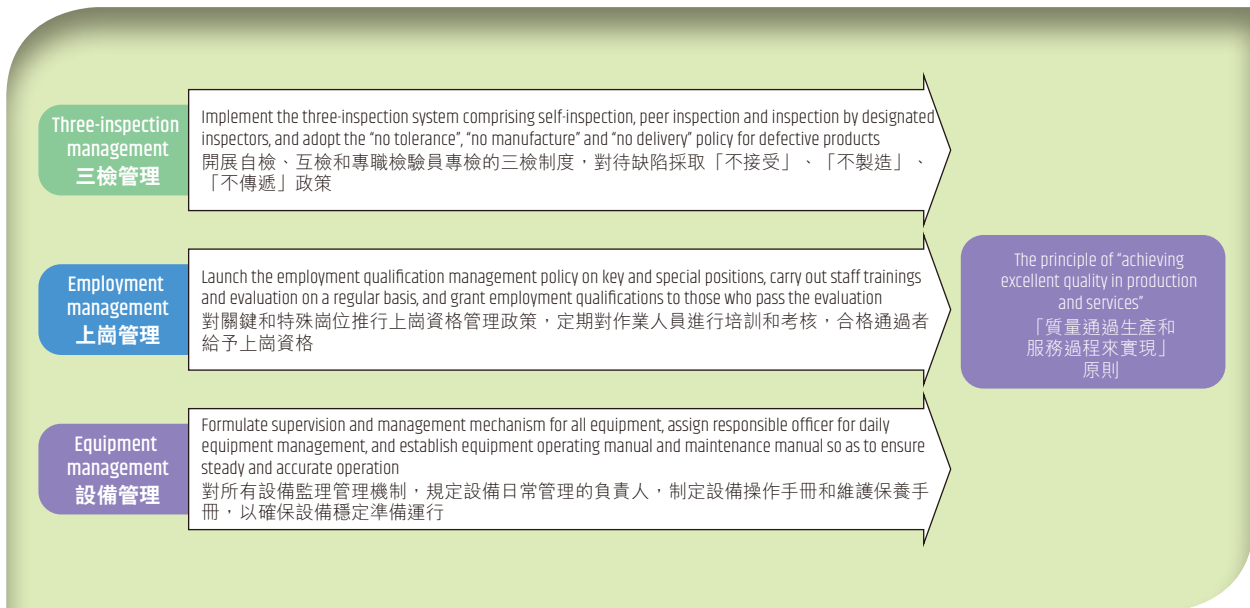 Three-inspection
management
三檢管理
Implement the three-inspection system comprising self-inspection, peer inspection and inspection by designated
inspectors, and adopt the “no tolerance”, “no manufacture” and “no delivery” policy for defective products
開展自檢、互檢和專職檢驗員專檢的三檢制度，對待缺陷採取「不接受」、「不製造」、
「不傳遞」政策
Employment
management
上崗管理
Launch the employment qualification management policy on key and special positions, carry out staff trainings
and evaluation on a regular basis, and grant employment qualifications to those who pass the evaluation
對關鍵和特殊崗位推行上崗資格管理政策，定期對作業人員進行培訓和考核，合格通過者
給予上崗資格
Equipment
management
設備管理
Formulate supervision and management mechanism for all equipment, assign responsible officer for daily
equipment management, and establish equipment operating manual and maintenance manual so as to ensure
steady and accurate operation
對所有設備監理管理機制，規定設備日常管理的負責人，制定設備操作手冊和維護保養手
冊，以確保設備穩定準備運行
The principle of “achieving
excellent quality in production
and services”
「質量通過生產和
服務過程來實現」
原則